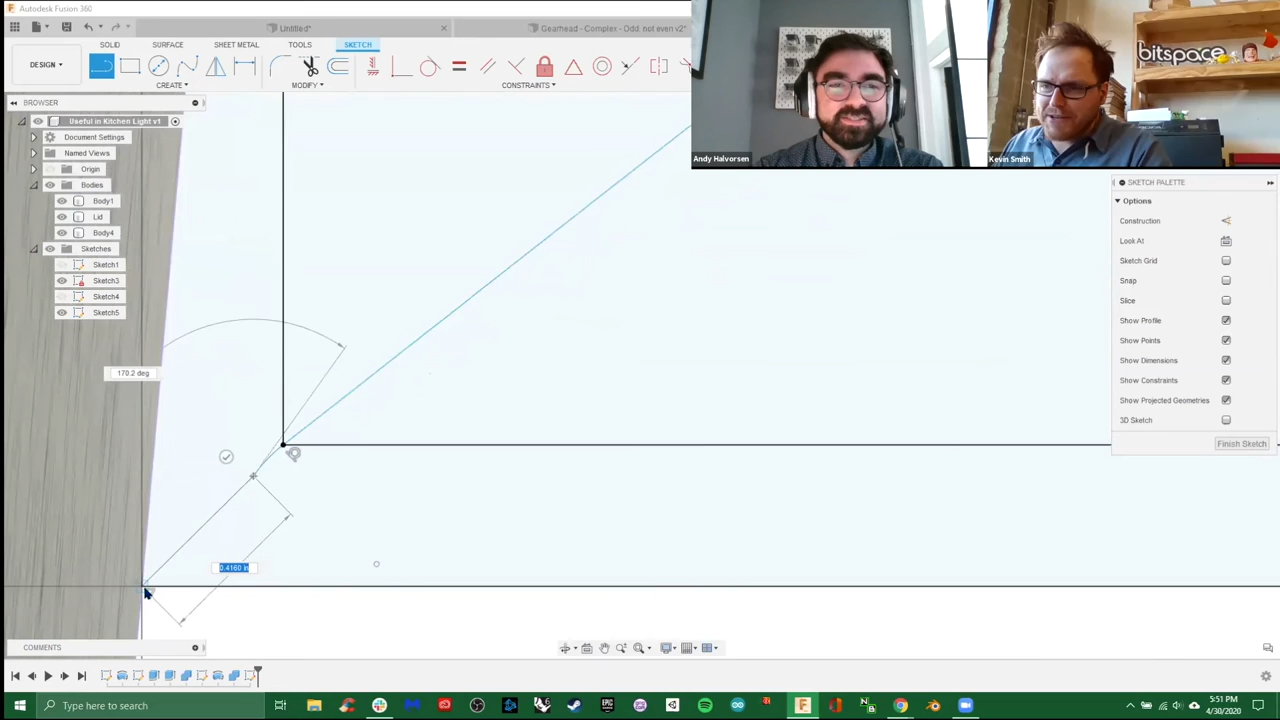 Autodesk Fusion 360
Untitled*
Gearhead - Complex - Odd. not even v2*
SOLID SURFACE SHEET METAL TOOLS SKETCH
DESIGN
CREATE MODIFY CONSTRAINTS
bitspace
Andy Halvorsen
Kevin Smith
BROWSER
Useful in Kitchen Light v1
Document Settings
Named Views
Origin
Bodies
Body1
Lid
Body4
Sketches
Sketch1
Sketch3
Sketch4
Sketch5
170.2 deg
0.4160 in
SKETCH PALETTE
Options
Construction
Look At
Sketch Grid
Snap
Slice
Show Profile
Show Points
Show Dimensions
Show Constraints
Show Projected Geometries
3D Sketch
Finish Sketch
COMMENTS
Type here to search
5:51 PM
4/30/2020